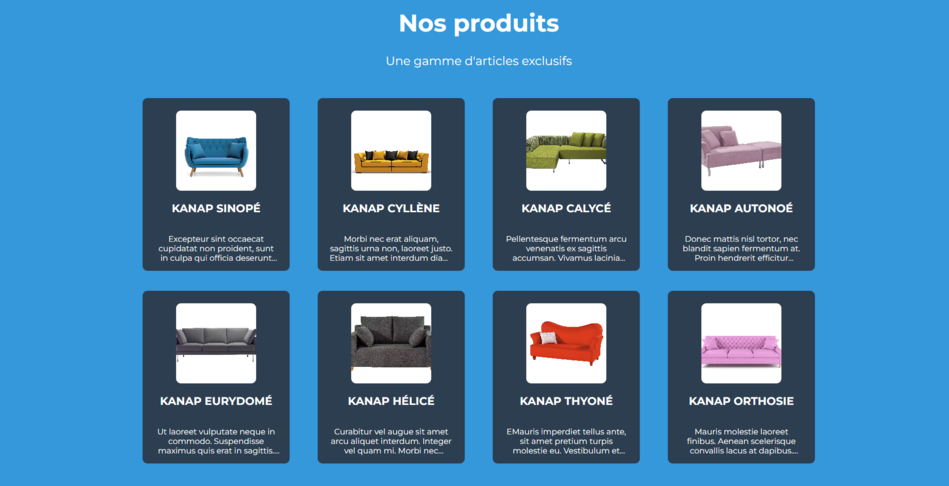 Nos produits
Une gamme d'articles exclusifs
KANAP SINOPÉ
Excepteur sint occaecat
cupidatat non proident, sunt
in culpa qui officia deserunt...
KANAP CYLLÈNE
Morbi nec erat aliquam,
sagittis urna non, laoreet justo.
Etiam sit amet interdum dia...
KANAP CALYCÉ
Pellentesque fermentum arcu
venenatis ex sagittis
accumsan. Vivamus lacinia...
KANAP AUTONOÉ
Donec mattis nisl tortor, nec
blandit sapien fermentum at.
Proin hendrerit efficitur...
KANAP EURYDOMÉ
Ut laoreet vulputate neque in
commodo. Suspendisse
maximus quis erat in sagittis....
KANAP HÉLICÉ
Curabitur vel augue sit amet
arcu aliquet interdum. Integer
vel quam mi. Morbi nec...
KANAP THYONÉ
EMauris imperdiet tellus ante,
sit amet pretium turpis
molestie eu. Vestibulum et...
KANAP ORTHOSIE
Mauris molestie laoreet
finibus. Aenean scelerisque
convallis lacus at dapibus....